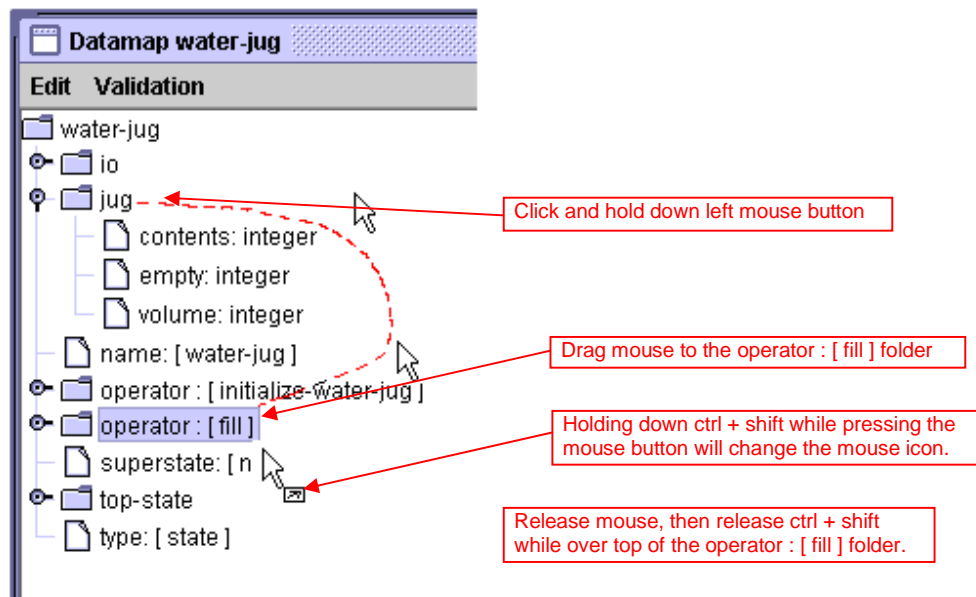 Datamap water-jug
Edit Validation
water-jug
io
jug
contents: integer
empty: integer
volume: integer
name: [ water-jug ]
operator : [ initialize-water-jug ]
operator : [ fill ]
superstate: [ n
top-state
type: [ state ]
Click and hold down left mouse button
Drag mouse to the operator : [ fill ] folder
Holding down ctrl + shift while pressing the
mouse button will change the mouse icon.
Release mouse, then release ctrl + shift
while over top of the operator : [ fill ] folder.